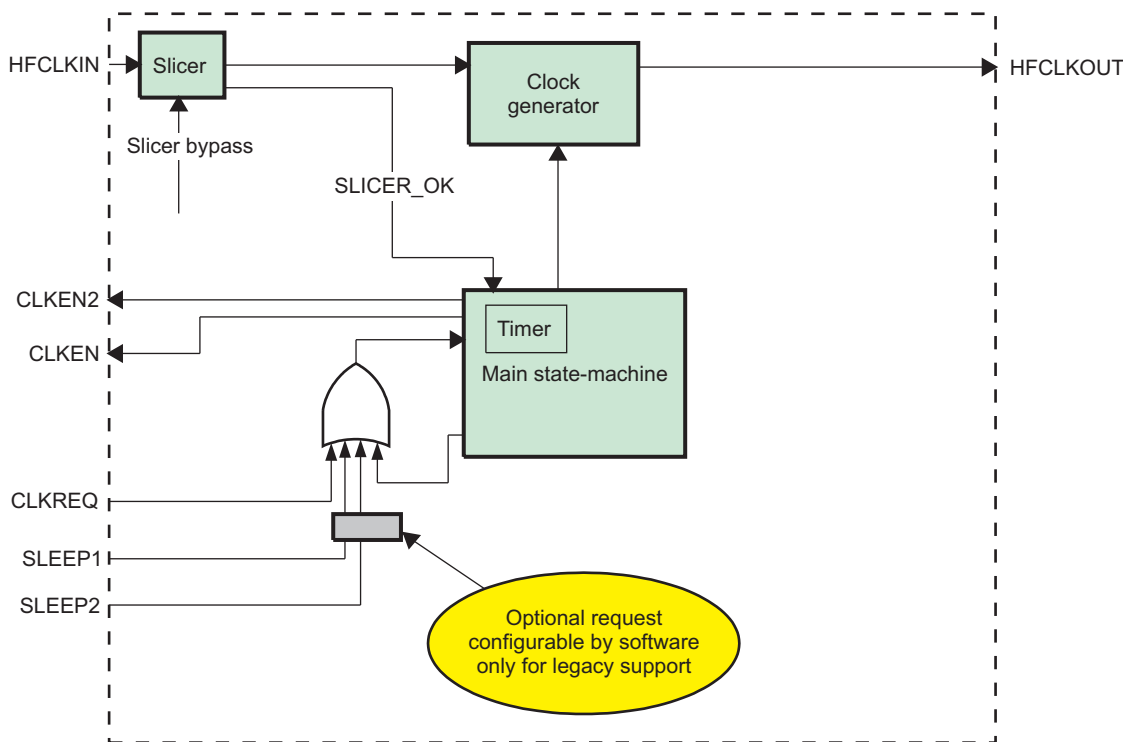 HFCLKIN
Slicer
Clock
generator
HFCLKOUT
Slicer bypass
SLICER_OK
CLKEN2
CLKEN
Timer
Main state-machine
CLKREQ
SLEEP1
SLEEP2
Optional request
configurable by software
only for legacy support